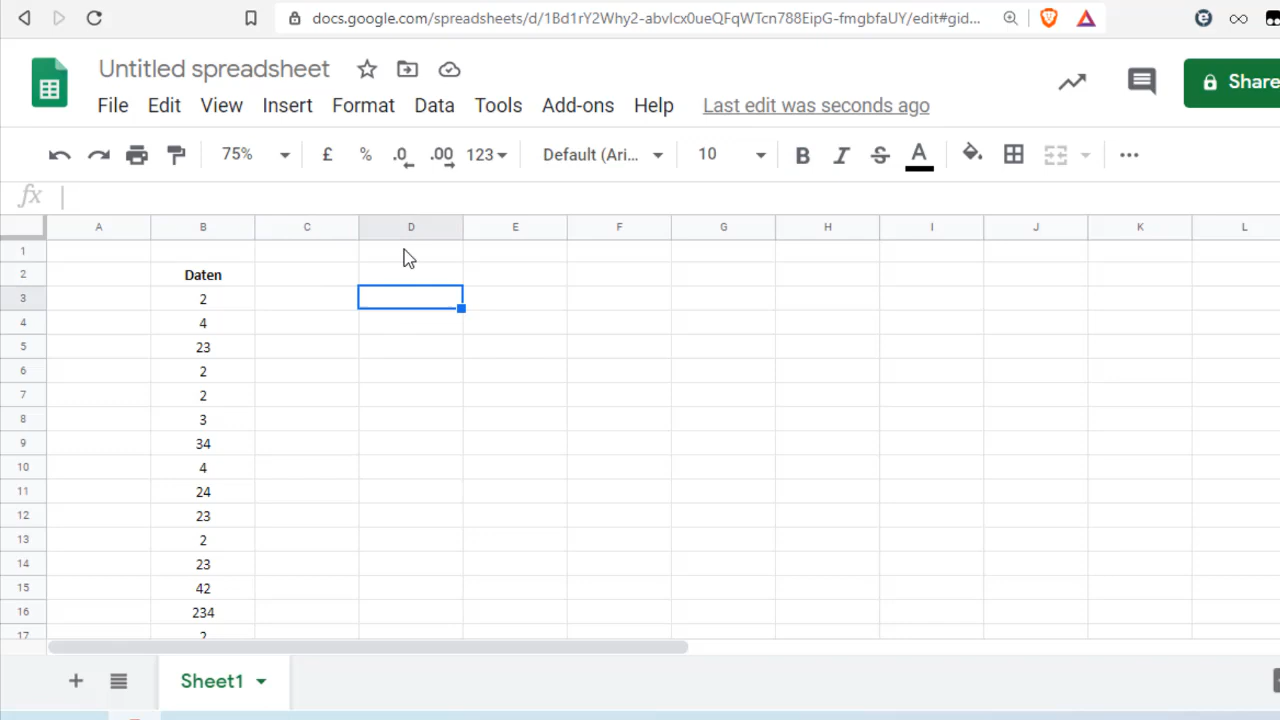 docs.google.com/spreadsheets/d/1Bd1rY2Why2-abvlcx0ueQFqWTcn788EipG-fmgbfaUY/edit#gid...
Untitled spreadsheet
File Edit View Insert Format Data Tools Add-ons Help Last edit was seconds ago
Share
75% £ % .0 .00 123 Default (Ari... 10 B I S A
fx
A B C D E F G H I J K L
1
2 Daten
3 2
4 4
5 23
6 2
7 2
8 3
9 34
10 4
11 24
12 23
13 2
14 23
15 42
16 234
17 2
Sheet1